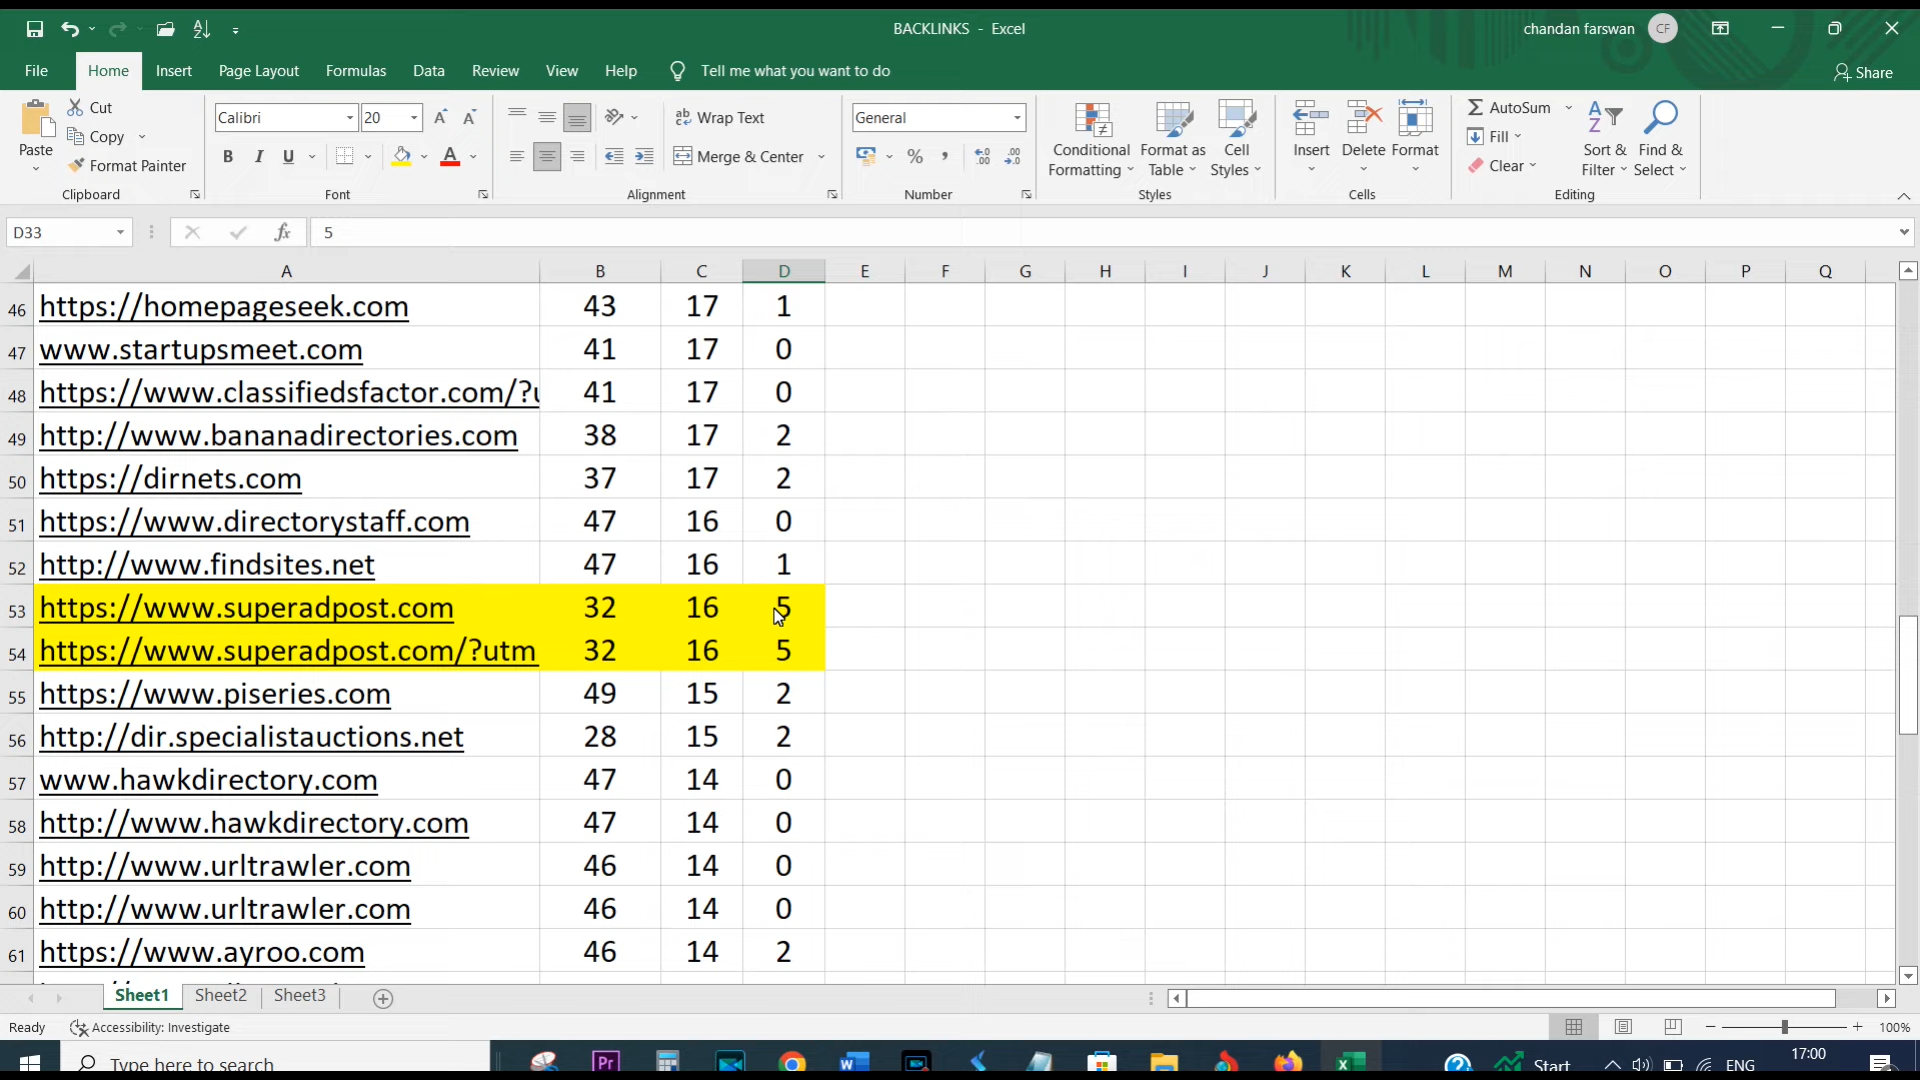 BACKLINKS - Excel
chandan farswan CF
File Home Insert Page Layout Formulas Data Review View Help Tell me what you want to do Share
Paste Cut Copy Format Painter Clipboard
Calibri 20 B I U A Font
Wrap Text Merge & Center Alignment
General % , Number
Conditional Formatting Format as Table Cell Styles Styles
Insert Delete Format Cells
AutoSum Fill Clear Sort & Filter Find & Select Editing
D33 fx 5
A B C D E F G H I J K L M N O P Q
46 https://homepageseek.com 43 17 1
47 www.startupsmeet.com 41 17 0
48 https://www.classifiedsfactor.com/?u 41 17 0
49 http://www.bananadirectories.com 38 17 2
50 https://dirnets.com 37 17 2
51 https://www.directorystaff.com 47 16 0
52 http://www.findsites.net 47 16 1
53 https://www.superadpost.com 32 16 5
54 https://www.superadpost.com/?utm 32 16 5
55 https://www.piseries.com 49 15 2
56 http://dir.specialistauctions.net 28 15 2
57 www.hawkdirectory.com 47 14 0
58 http://www.hawkdirectory.com 47 14 0
59 http://www.urltrawler.com 46 14 0
60 http://www.urltrawler.com 46 14 0
61 https://www.ayroo.com 46 14 2
Sheet1 Sheet2 Sheet3
Ready Accessibility: Investigate 100%
Type here to search Pr Start ENG 17:00